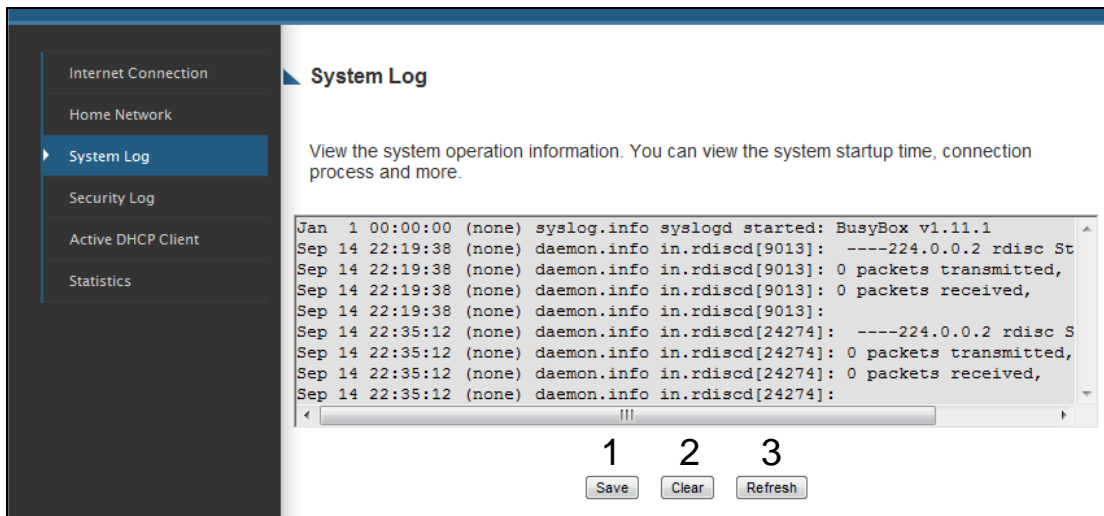 Internet Connection
Home Network
System Log
Security Log
Active DHCP Client
Statistics
System Log
View the system operation information. You can view the system startup time, connection
process and more.
Jan  1 00:00:00 (none) syslog.info syslogd started: BusyBox v1.11.1
Sep 14 22:19:38 (none) daemon.info in.rdiscd[9013]:  ----224.0.0.2 rdisc St
Sep 14 22:19:38 (none) daemon.info in.rdiscd[9013]: 0 packets transmitted,
Sep 14 22:19:38 (none) daemon.info in.rdiscd[9013]: 0 packets received,
Sep 14 22:19:38 (none) daemon.info in.rdiscd[9013]:
Sep 14 22:35:12 (none) daemon.info in.rdiscd[24274]:  ----224.0.0.2 rdisc S
Sep 14 22:35:12 (none) daemon.info in.rdiscd[24274]: 0 packets transmitted,
Sep 14 22:35:12 (none) daemon.info in.rdiscd[24274]: 0 packets received,
Sep 14 22:35:12 (none) daemon.info in.rdiscd[24274]:
1 2 3
Save Clear Refresh